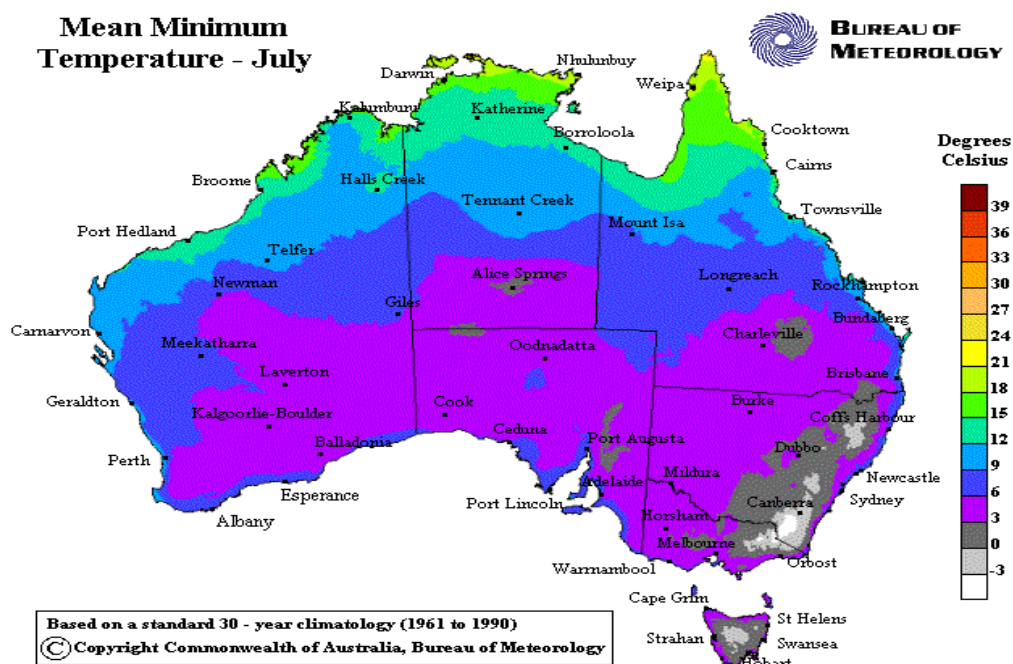 Mean Minimum
Temperature - July
BUREAU OF
METEOROLOGY
Darwin
Nhulunbuy
Weipa
Kalumburu
Katherine
Borroloola
Cooktown
Cairns
Degrees
Celsius
Broome
Halls Creek
Tennant Creek
Mount Isa
Townsville
Port Hedland
Telfer
Newman
Alice Springs
Longreach
Rockhampton
Giles
Bundaberg
Carnarvon
Meekatharra
Oodnadatta
Charleville
Laverton
Brisbane
Geraldton
Kalgoorlie-Boulder
Cook
Burke
Coffs Harbour
Balladonia
Ceduna
Port Augusta
Dubbo
Perth
Mildura
Newcastle
Esperance
Adelaide
Sydney
Port Lincoln
Canberra
Albany
Horsham
Melbourne
Orbost
Warrnambool
Cape Grim
St Helens
Strahan
Swansea
Hobart
39
36
33
30
27
24
21
18
15
12
9
6
3
0
-3
Based on a standard 30 - year climatology (1961 to 1990)
© Copyright Commonwealth of Australia, Bureau of Meteorology